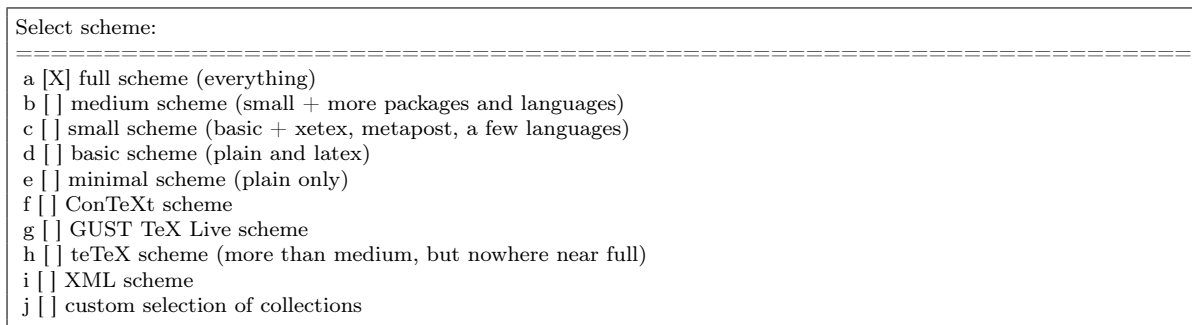 Select scheme:
===================================================================
a [X] full scheme (everything)
b [ ] medium scheme (small + more packages and languages)
c [ ] small scheme (basic + xetex, metapost, a few languages)
d [ ] basic scheme (plain and latex)
e [ ] minimal scheme (plain only)
f [ ] ConTeXt scheme
g [ ] GUST TeX Live scheme
h [ ] teTeX scheme (more than medium, but nowhere near full)
i [ ] XML scheme
j [ ] custom selection of collections